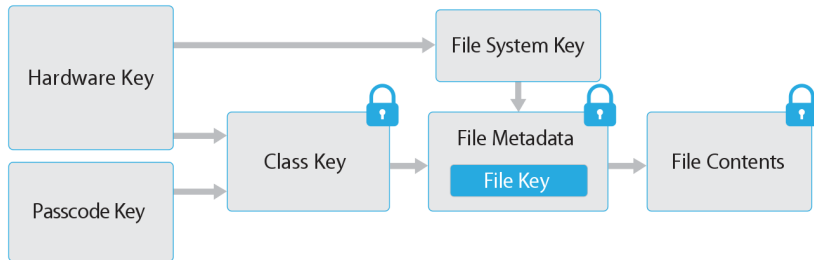 Hardware Key
File System Key
Class Key
File Metadata
File Key
File Contents
Passcode Key